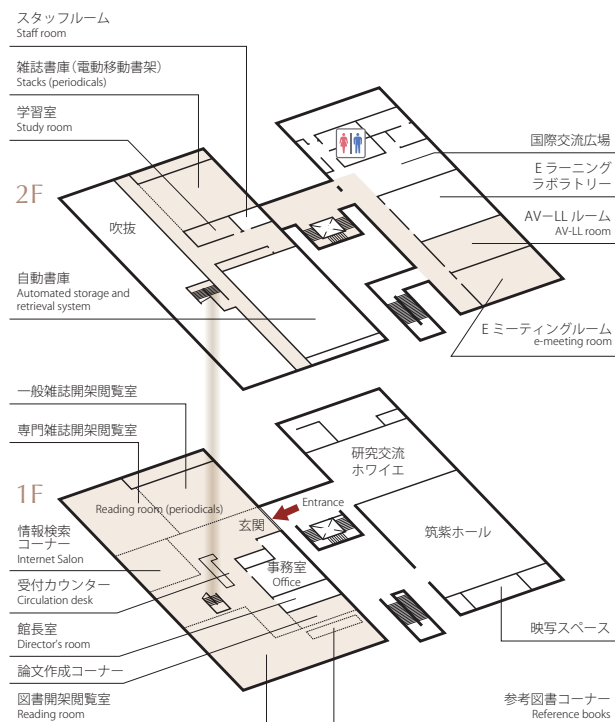 スタッフルーム
Staff room
雑誌書庫（電動移動書架）
Stacks (periodicals)
学習室
Study room
2F
吹抜
自動書庫
Automated storage and
retrieval system
国際交流広場
Eラーニング
ラボラトリー
AVーLLルーム
AV-LL room
Eミーティングルーム
e-meeting room
一般雑誌開架閲覧室
専門雑誌開架閲覧室
1F
Reading room (periodicals)
玄関
Entrance
研究交流
ホワイエ
筑紫ホール
情報検索
コーナー
Internet Salon
事務室
Office
受付カウンター
Circulation desk
館長室
Director's room
論文作成コーナー
図書開架閲覧室
Reading room
映写スペース
参考図書コーナー
Reference books